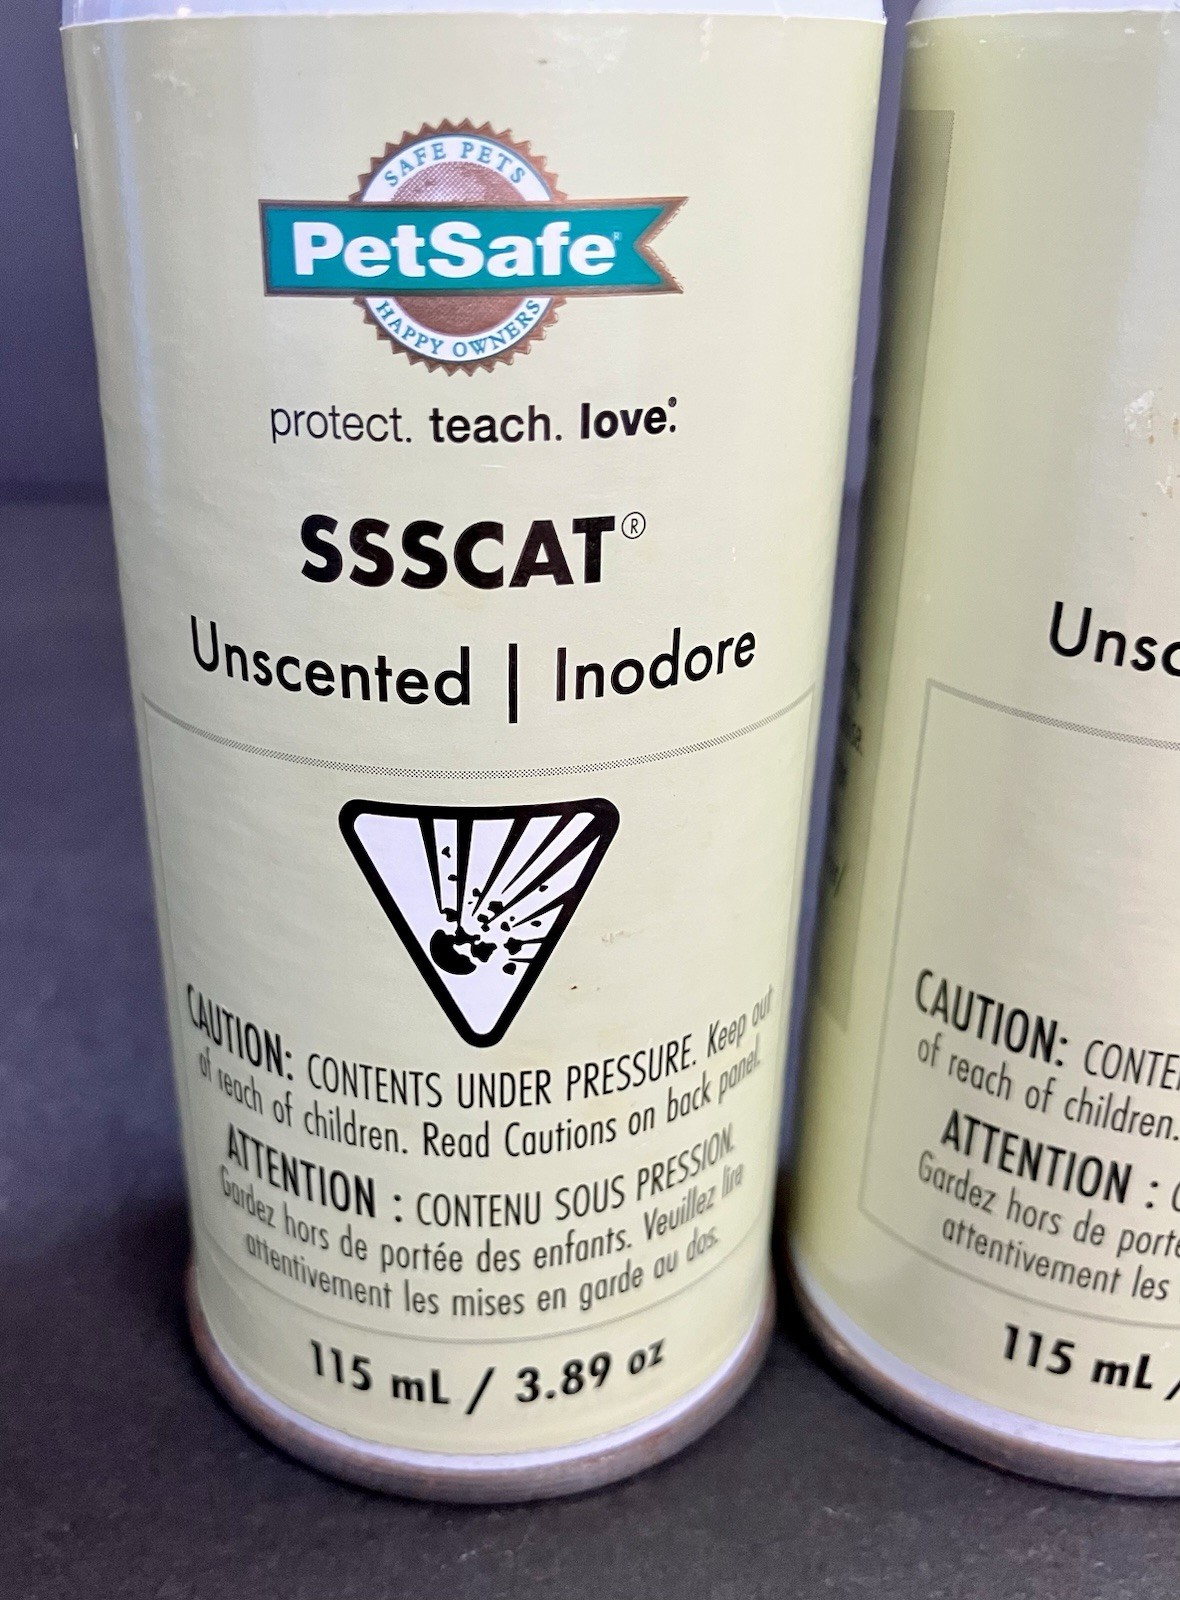 SAFE PETS
PetSafe®
HAPPY OWNERS
protect. teach. love.®
SSSCAT®
Unscented | Inodore
CAUTION: CONTENTS UNDER PRESSURE. Keep out
of reach of children. Read Cautions on back panel.
ATTENTION : CONTENU SOUS PRESSION.
Gardez hors de portée des enfants. Veuillez lire
attentivement les mises en garde au dos.
115 mL / 3.89 oz
Unsc
CAUTION: CONTE
of reach of children.
ATTENTION : C
Gardez hors de porté
attentivement les
115 mL /